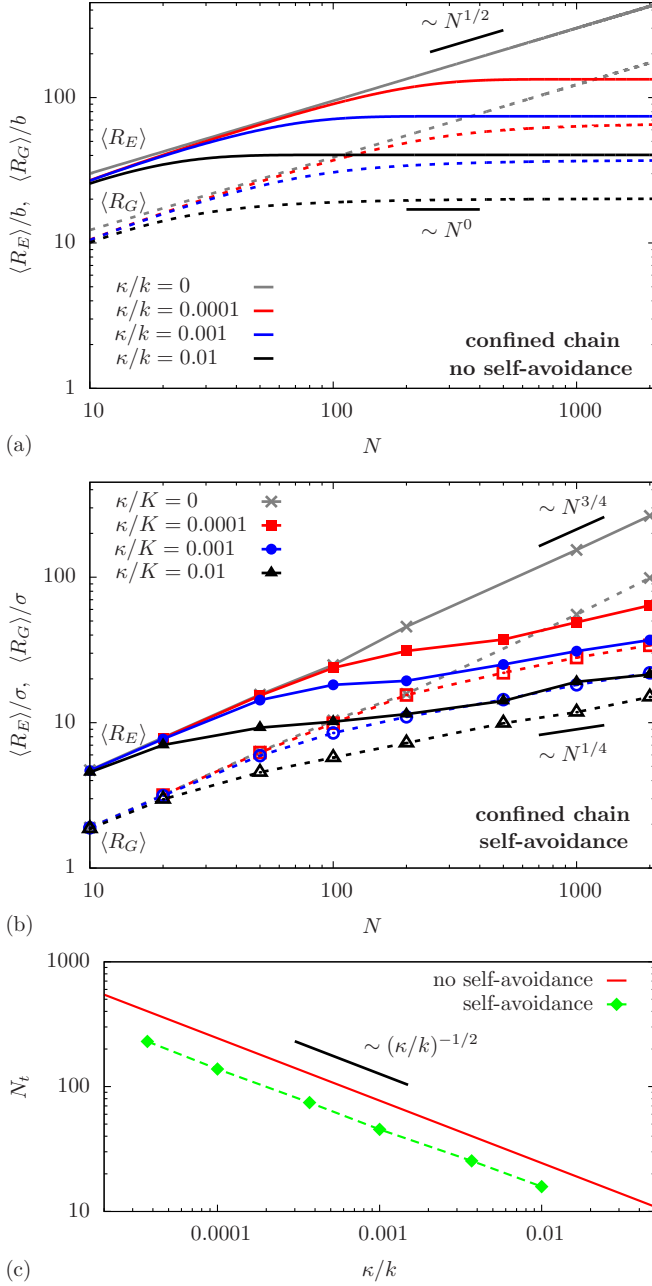 ⟨R_E⟩/b, ⟨R_G⟩/b
100
10
1
⟨R_E⟩
⟨R_G⟩
∼ N^{1/2}
∼ N^0
κ/k = 0
κ/k = 0.0001
κ/k = 0.001
κ/k = 0.01
confined chain
no self-avoidance
10 100 1000
(a)
N
⟨R_E⟩/σ, ⟨R_G⟩/σ
100
10
1
κ/K = 0
κ/K = 0.0001
κ/K = 0.001
κ/K = 0.01
∼ N^{3/4}
⟨R_E⟩
∼ N^{1/4}
⟨R_G⟩
confined chain
self-avoidance
10 100 1000
(b)
N
N_t
1000
100
10
no self-avoidance
self-avoidance
∼ (κ/k)^{−1/2}
0.0001 0.001 0.01
(c)
κ/k